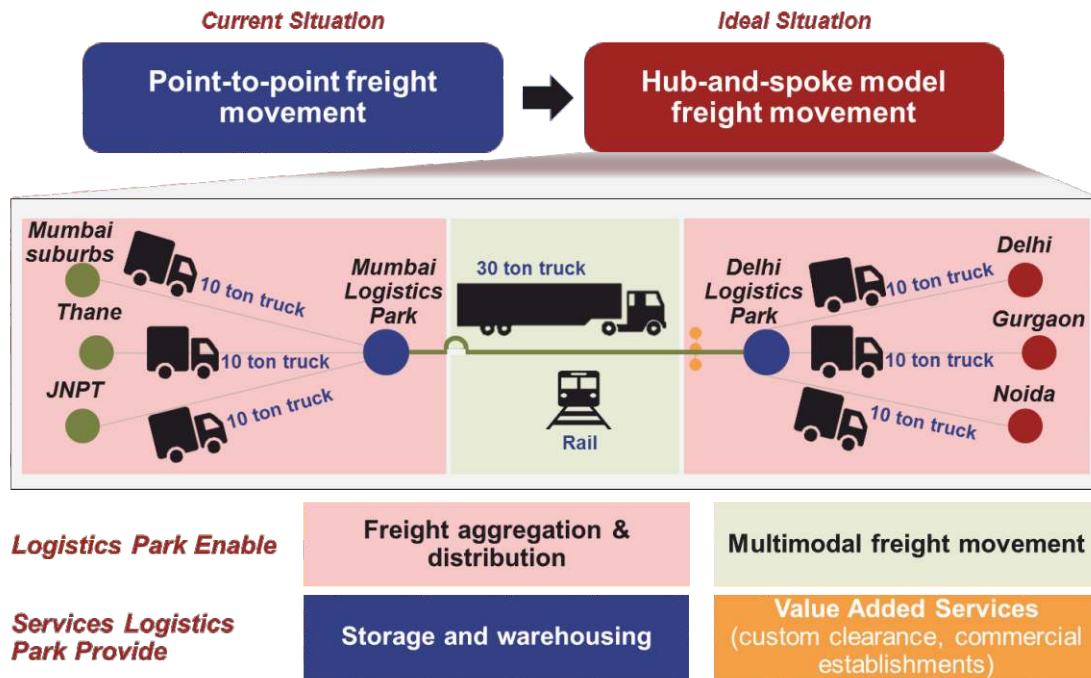 Current Situation
Ideal Situation
Point-to-point freight
movement
Hub-and-spoke model
freight movement
Mumbai
suburbs
10 ton truck
Thane
10 ton truck
JNPT
10 ton truck
Mumbai
Logistics
Park
30 ton truck
Rail
Delhi
Logistics
Park
10 ton truck
Delhi
10 ton truck
Gurgaon
10 ton truck
Noida
Logistics Park Enable
Freight aggregation &
distribution
Multimodal freight movement
Services Logistics
Park Provide
Storage and warehousing
Value Added Services
(custom clearance, commercial
establishments)